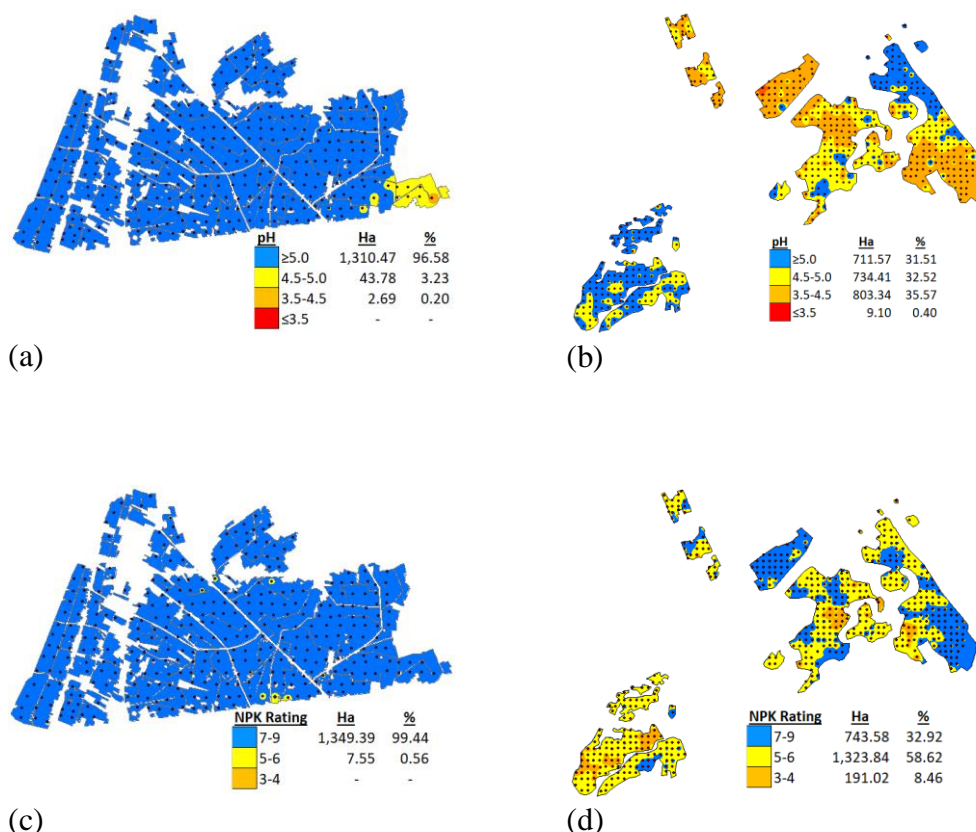 pH Ha %
≥5.0 1,310.47 96.58
4.5-5.0 43.78 3.23
3.5-4.5 2.69 0.20
≤3.5 - -
(a)
pH Ha %
≥5.0 711.57 31.51
4.5-5.0 734.41 32.52
3.5-4.5 803.34 35.57
≤3.5 9.10 0.40
(b)
NPK Rating Ha %
7-9 1,349.39 99.44
5-6 7.55 0.56
3-4 - -
(c)
NPK Rating Ha %
7-9 743.58 32.92
5-6 1,323.84 58.62
3-4 191.02 8.46
(d)